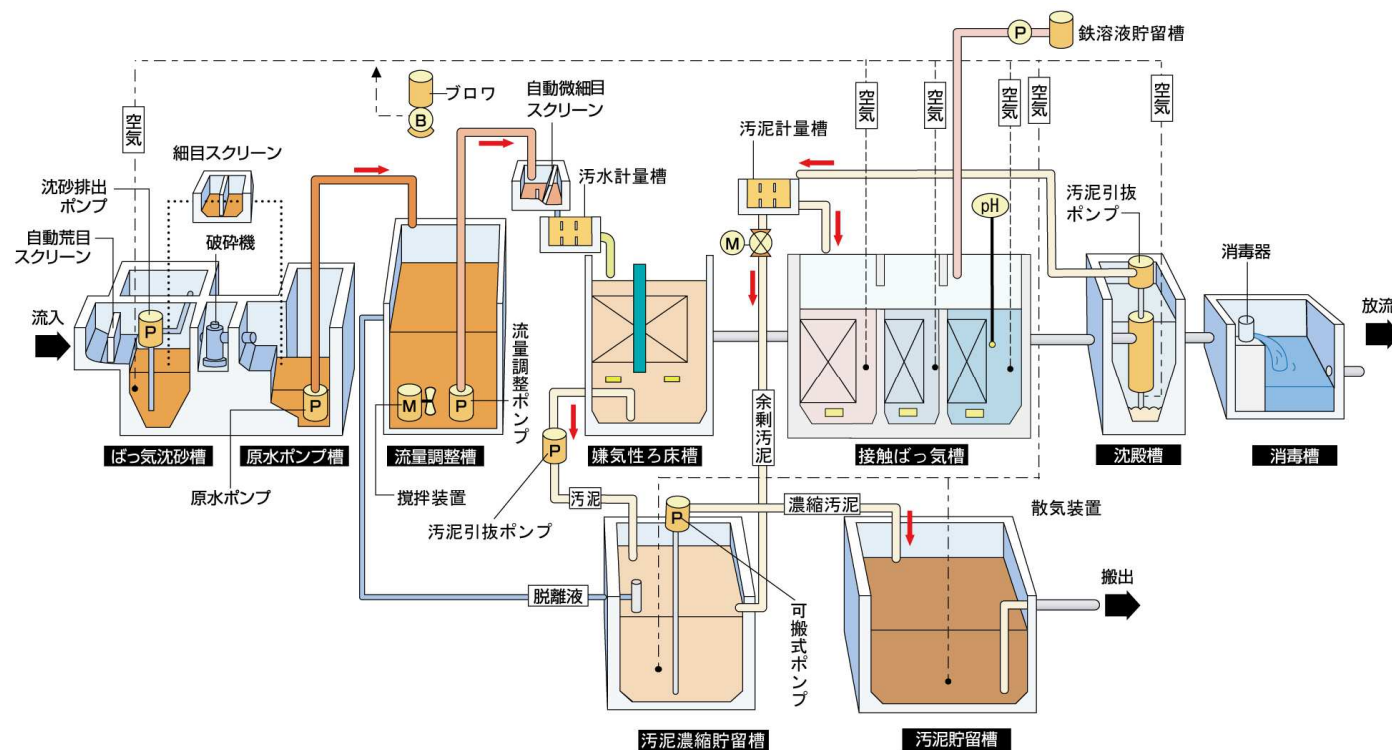 鉄溶液貯留槽
P
ブロワ
B
自動微細目
スクリーン
空気
空気
空気
空気
空気
空気
細目スクリーン
汚泥計量槽
汚水計量槽
沈砂排出
ポンプ
汚泥引抜
ポンプ
pH
破砕機
自動荒目
スクリーン
消毒器
M
流入
放流
P
流量調整ポンプ
M
P
P
余剰汚泥
ばっ気沈砂槽
原水ポンプ槽
流量調整槽
嫌気性ろ床槽
接触ばっ気槽
沈殿槽
消毒槽
原水ポンプ
攪拌装置
P
汚泥引抜ポンプ
汚泥
P
濃縮汚泥
散気装置
脱離液
可搬式ポンプ
搬出
汚泥濃縮貯留槽
汚泥貯留槽